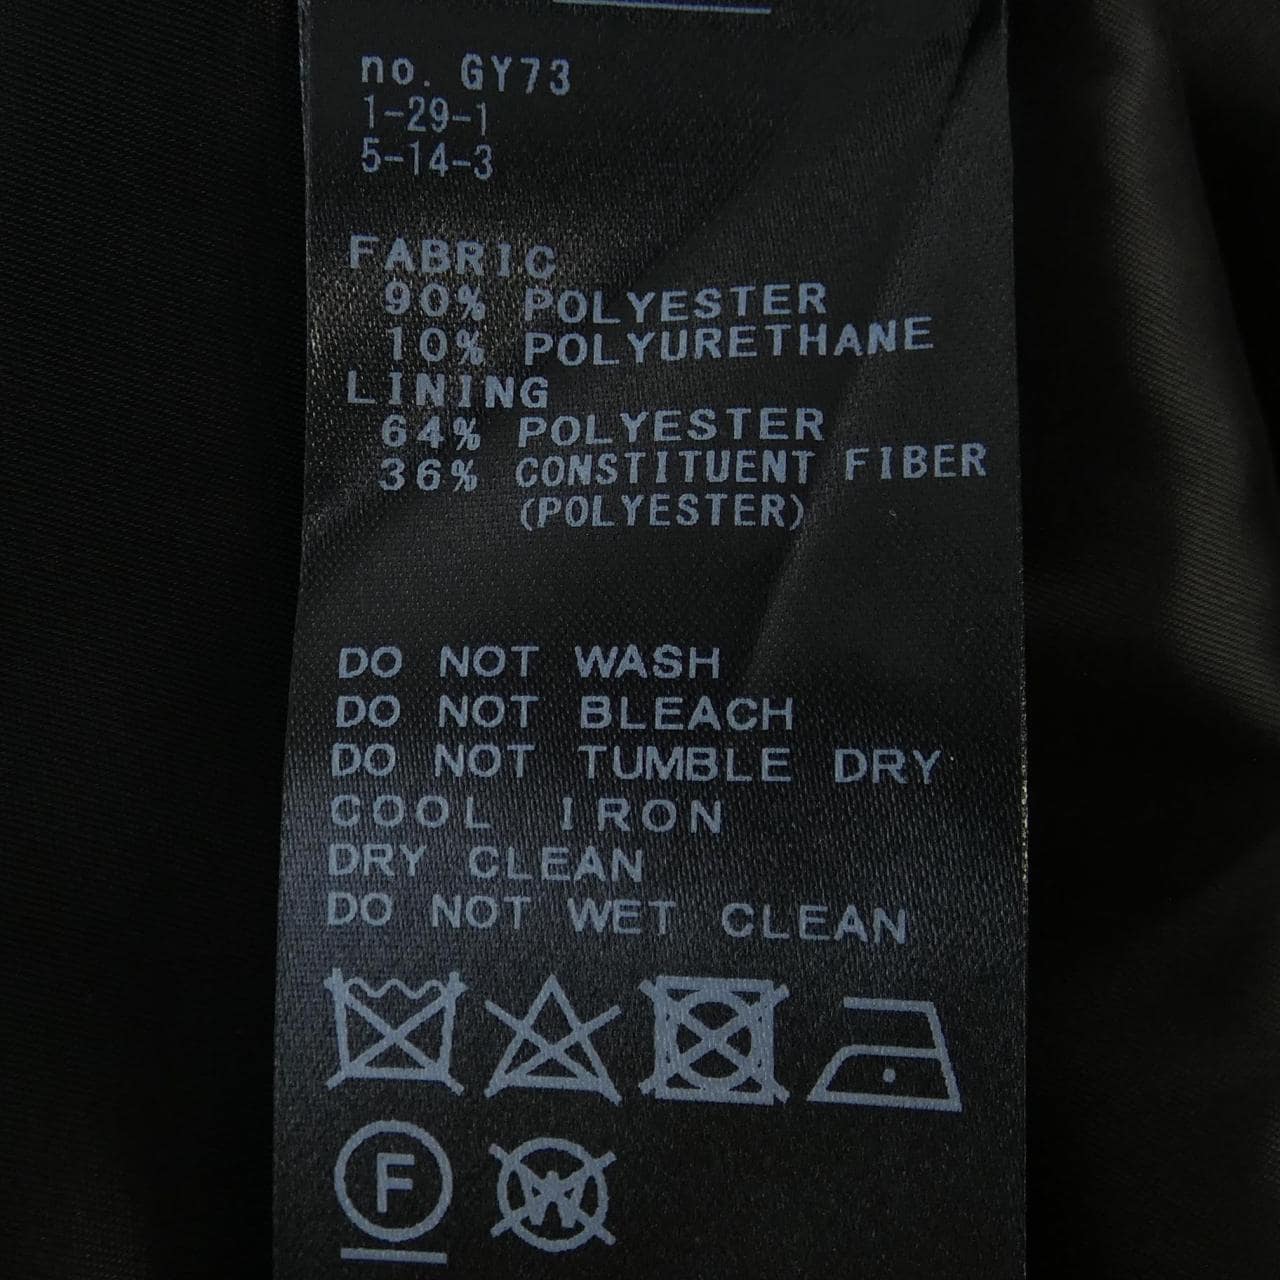 no. GY73
1-29-1
5-14-3
FABRIC
90% POLYESTER
10% POLYURETHANE
LINING
64% POLYESTER
36% CONSTITUENT FIBER
(POLYESTER)
DO NOT WASH
DO NOT BLEACH
DO NOT TUMBLE DRY
COOL IRON
DRY CLEAN
DO NOT WET CLEAN
F W